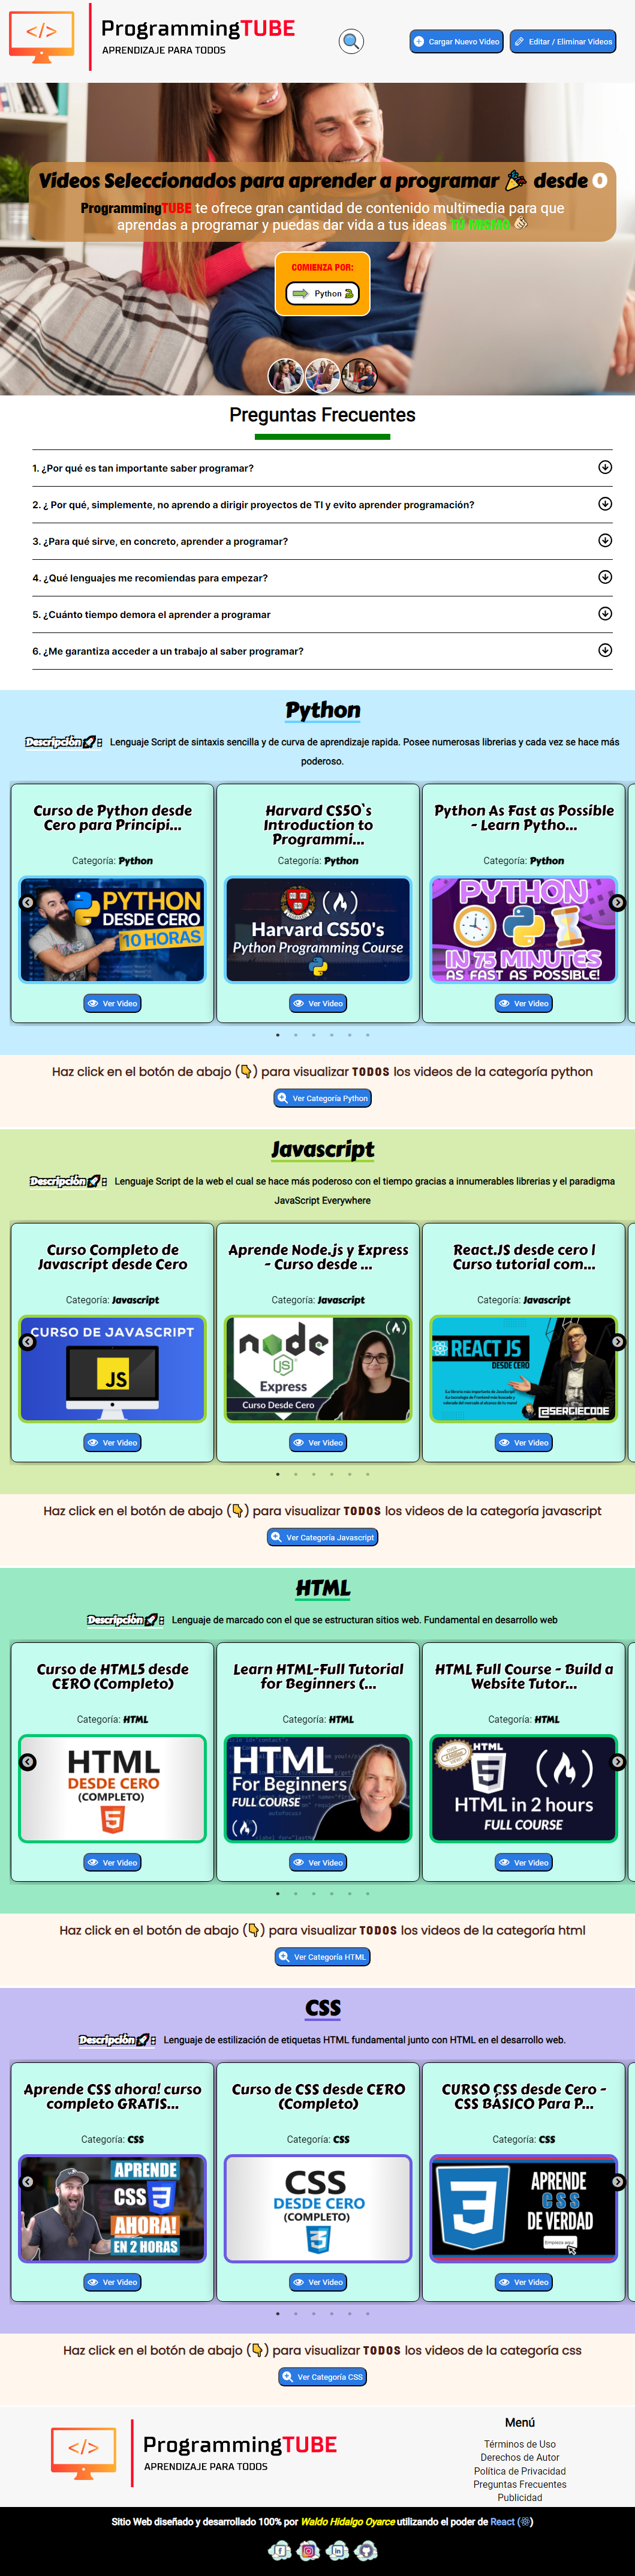 </>
ProgrammingTUBE
APRENDIZAJE PARA TODOS
Cargar Nuevo Video
Editar / Eliminar Videos
Videos Seleccionados para aprender a programar 🎉 desde 0
ProgrammingTUBE te ofrece gran cantidad de contenido multimedia para que
aprendas a programar y puedas dar vida a tus ideas TÚ MISMO
COMIENZA POR:
Python
Preguntas Frecuentes
1. ¿Por qué es tan importante saber programar?
2. ¿ Por qué, simplemente, no aprendo a dirigir proyectos de TI y evito aprender programación?
3. ¿Para qué sirve, en concreto, aprender a programar?
4. ¿Qué lenguajes me recomiendas para empezar?
5. ¿Cuánto tiempo demora el aprender a programar
6. ¿Me garantiza acceder a un trabajo al saber programar?
Python
Descripción🚀: Lenguaje Script de sintaxis sencilla y de curva de aprendizaje rapida. Posee numerosas librerias y cada vez se hace más
poderoso.
Curso de Python desde
Cero para Principi...
Categoría: Python
PYTHON
DESDE CERO
10 HORAS
Ver Video
Harvard CS50's
Introduction to
Programmi...
Categoría: Python
Harvard CS50's
Python Programming Course
Ver Video
Python As Fast as Possible
- Learn Pytho...
Categoría: Python
PYTHON
IN 75 MINUTES
AS FAST AS POSSIBLE!
Ver Video
Haz click en el botón de abajo (👇) para visualizar TODOS los videos de la categoría python
Ver Categoría Python
Javascript
Descripción🚀: Lenguaje Script de la web el cual se hace más poderoso con el tiempo gracias a innumerables librerias y el paradigma
JavaScript Everywhere
Curso Completo de
Javascript desde Cero
Categoría: Javascript
CURSO DE JAVASCRIPT
JS
Ver Video
Aprende Node.js y Express
- Curso desde ...
Categoría: Javascript
node
JS
Express
Curso Desde Cero
Ver Video
React.JS desde cero |
Curso tutorial com...
Categoría: Javascript
REACT JS
DESDE CERO
@SERGIECODE
Ver Video
Haz click en el botón de abajo (👇) para visualizar TODOS los videos de la categoría javascript
Ver Categoría Javascript
HTML
Descripción🚀: Lenguaje de marcado con el que se estructuran sitios web. Fundamental en desarrollo web
Curso de HTML5 desde
CERO (Completo)
Categoría: HTML
HTML
DESDE CERO
(COMPLETO)
Ver Video
Learn HTML-Full Tutorial
for Beginners (...
Categoría: HTML
HTML
For Beginners
FULL COURSE
Ver Video
HTML Full Course - Build a
Website Tutor...
Categoría: HTML
HTML
HTML in 2 hours
FULL COURSE
Ver Video
Haz click en el botón de abajo (👇) para visualizar TODOS los videos de la categoría html
Ver Categoría HTML
CSS
Descripción🚀: Lenguaje de estilización de etiquetas HTML fundamental junto con HTML en el desarrollo web.
Aprende CSS ahora! curso
completo GRATIS...
Categoría: CSS
APRENDE
CSS
AHORA!
EN 2 HORAS
Ver Video
Curso de CSS desde CERO
(Completo)
Categoría: CSS
CSS
DESDE CERO
(COMPLETO)
Ver Video
CURSO CSS desde Cero -
CSS BÁSICO Para P...
Categoría: CSS
APRENDE
CSS
DE VERDAD
Empieza aquí
Ver Video
Haz click en el botón de abajo (👇) para visualizar TODOS los videos de la categoría css
Ver Categoría CSS
</>
ProgrammingTUBE
APRENDIZAJE PARA TODOS
Menú
Términos de Uso
Derechos de Autor
Política de Privacidad
Preguntas Frecuentes
Publicidad
Sitio Web diseñado y desarrollado 100% por Waldo Hidalgo Oyarce utilizando el poder de React (⚛)